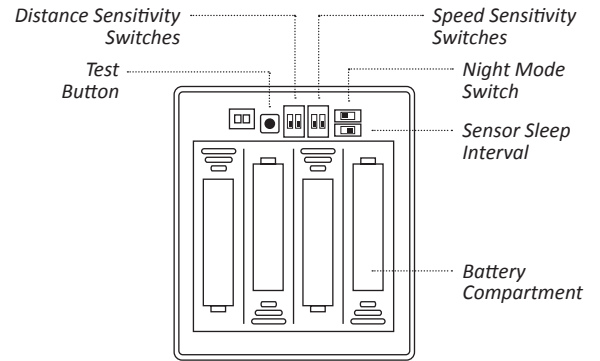 Distance Sensitivity
Switches
Speed Sensitivity
Switches
Test
Button
Night Mode
Switch
Sensor Sleep
Interval
Battery
Compartment